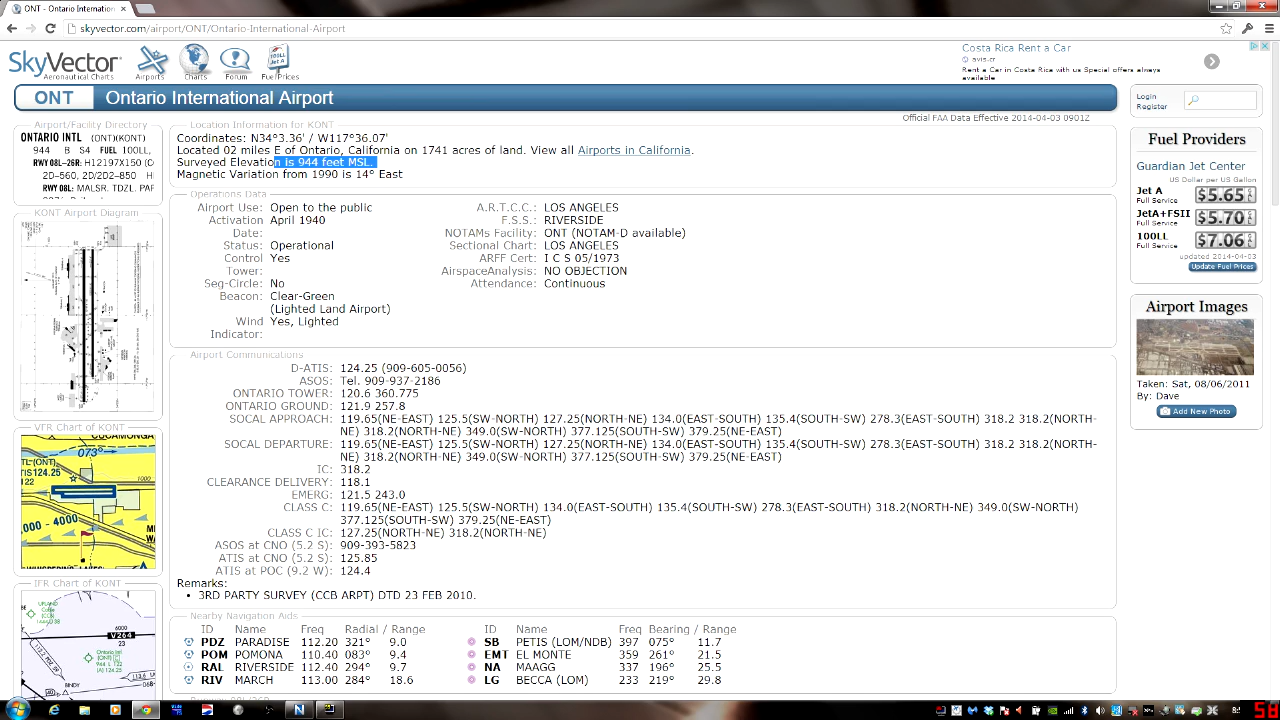 ONT - Ontario Internation
skyvector.com/airport/ONT/Ontario-International-Airport
SkyVector
Aeronautical Charts
Airports
Charts
Forum
Fuel Prices
100LL
Jet A
Costa Rica Rent a Car
avis.cr
Rent a Car in Costa Rica with us Special offers always
available
ONT
Ontario International Airport
Login
Register
Official FAA Data Effective 2014-04-03 0901Z
Airport/Facility Directory
ONTARIO INTL (ONT)(KONT)
944 B S4 FUEL 100LL,
RWY 08L-26R: H12197X150 (C
2D-560, 2D/2D2-850 H
RWY 08L: MALSR. TDZL. PAF
KONT Airport Diagram
VFR Chart of KONT
CUCAMONGA
073°
(ONT)
ATIS 124.25
122
1000
000 - 4000
IFR Chart of KONT
6000
V264
23
Ontario Intl
Location Information for KONT
Coordinates: N34°3.36' / W117°36.07'
Located 02 miles E of Ontario, California on 1741 acres of land. View all Airports in California.
Surveyed Elevation is 944 feet MSL.
Magnetic Variation from 1990 is 14° East
Operations Data
Airport Use: Open to the public
Activation April 1940
Date:
Status: Operational
Control Yes
Tower:
Seg-Circle: No
Beacon: Clear-Green
(Lighted Land Airport)
Wind Yes, Lighted
Indicator:
A.R.T.C.C: LOS ANGELES
F.S.S.: RIVERSIDE
NOTAMs Facility: ONT (NOTAM-D available)
Sectional Chart: LOS ANGELES
ARFF Cert: I C S 05/1973
AirspaceAnalysis: NO OBJECTION
Attendance: Continuous
Airport Communications
D-ATIS: 124.25 (909-605-0056)
ASOS: Tel. 909-937-2186
ONTARIO TOWER: 120.6 360.775
ONTARIO GROUND: 121.9 257.8
SOCAL APPROACH: 119.65(NE-EAST) 125.5(SW-NORTH) 127.25(NORTH-NE) 134.0(EAST-SOUTH) 135.4(SOUTH-SW) 278.3(EAST-SOUTH) 318.2 318.2(NORTH-
NE) 318.2(NORTH-NE) 349.0(SW-NORTH) 377.125(SOUTH-SW) 379.25(NE-EAST)
SOCAL DEPARTURE: 119.65(NE-EAST) 125.5(SW-NORTH) 127.25(NORTH-NE) 134.0(EAST-SOUTH) 135.4(SOUTH-SW) 278.3(EAST-SOUTH) 318.2 318.2(NORTH-
NE) 318.2(NORTH-NE) 349.0(SW-NORTH) 377.125(SOUTH-SW) 379.25(NE-EAST)
IC: 318.2
CLEARANCE DELIVERY: 118.1
EMERG: 121.5 243.0
CLASS C: 119.65(NE-EAST) 125.5(SW-NORTH) 134.0(EAST-SOUTH) 135.4(SOUTH-SW) 278.3(EAST-SOUTH) 318.2(NORTH-NE) 349.0(SW-NORTH)
377.125(SOUTH-SW) 379.25(NE-EAST)
CLASS C IC: 127.25(NORTH-NE) 318.2(NORTH-NE)
ASOS at CNO (5.2 S): 909-393-5823
ATIS at CNO (5.2 S): 125.85
ATIS at POC (9.2 W): 124.4
Remarks:
• 3RD PARTY SURVEY (CCB ARPT) DTD 23 FEB 2010.
Nearby Navigation Aids
ID Name Freq Radial / Range
PDZ PARADISE 112.20 321° 9.0
POM POMONA 110.40 083° 9.4
RAL RIVERSIDE 112.40 294° 9.7
RIV MARCH 113.00 284° 18.6
ID Name Freq Bearing / Range
SB PETIS (LOM/NDB) 397 075° 11.7
EMT EL MONTE 359 261° 21.5
NA MAAGG 337 196° 25.5
LG BECCA (LOM) 233 219° 29.8
Fuel Providers
Guardian Jet Center
US Dollar per US Gallon
Jet A $5.65
Full Service
JetA+FSII $5.70
Full Service
100LL $7.06
Full Service
updated 2014-04-03
Update Fuel Prices
Airport Images
Taken: Sat, 08/06/2011
By: Dave
Add New Photo
58